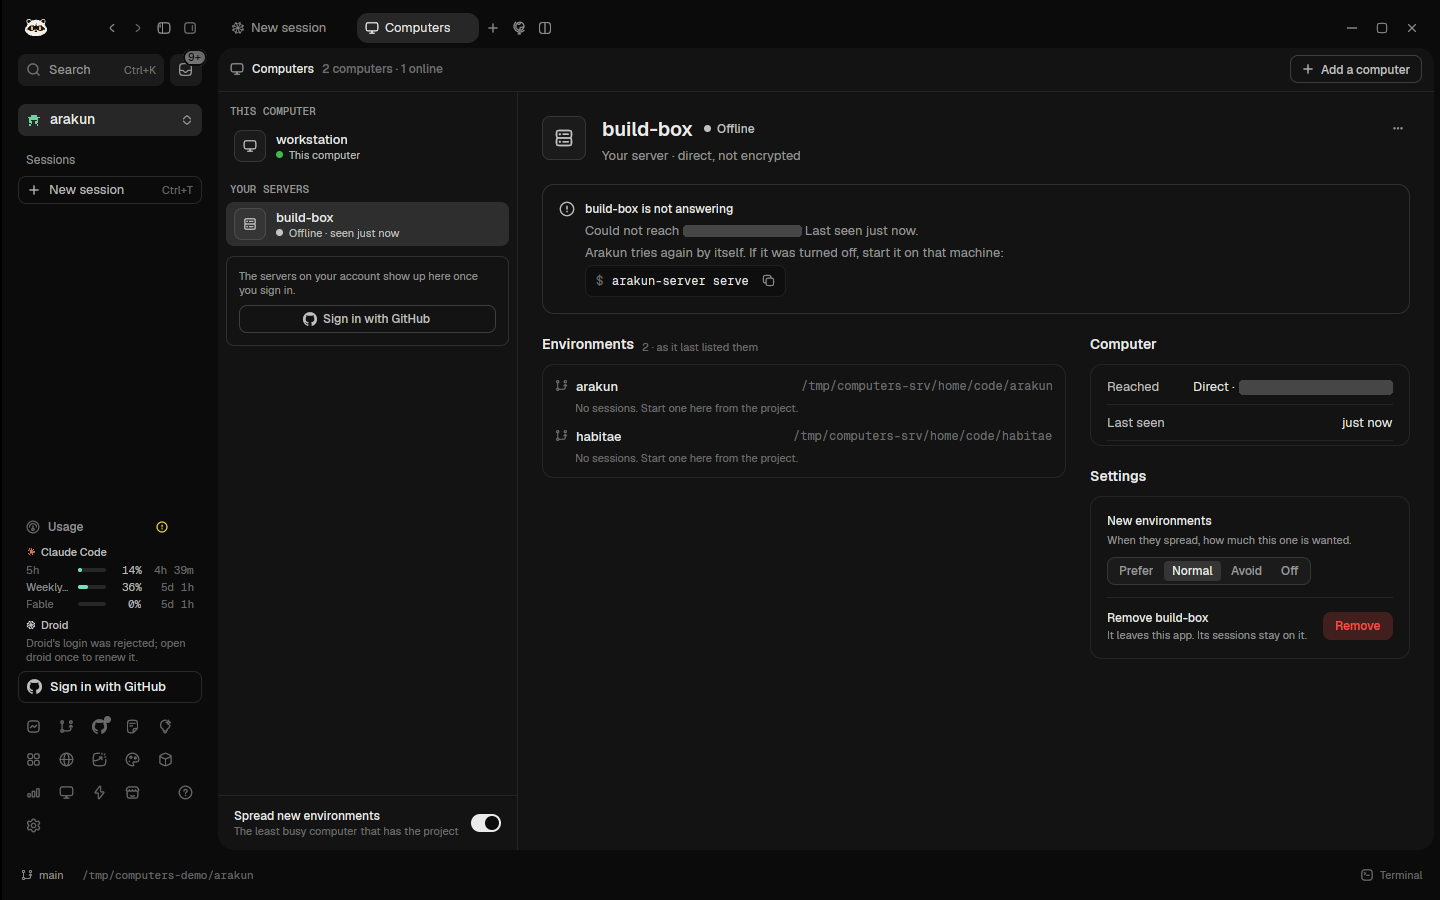 New session
Computers
Search
Ctrl+K
9+
arakun
Sessions
New session
Ctrl+T
Usage
Claude Code
5h 14% 4h 39m
Weekly... 36% 5d 1h
Fable 0% 5d 1h
Droid
Droid's login was rejected; open
droid once to renew it.
Sign in with GitHub
Computers 2 computers · 1 online
Add a computer
THIS COMPUTER
workstation
This computer
YOUR SERVERS
build-box
Offline · seen just now
The servers on your account show up here once
you sign in.
Sign in with GitHub
Spread new environments
The least busy computer that has the project
build-box Offline
Your server · direct, not encrypted
build-box is not answering
Could not reach Last seen just now.
Arakun tries again by itself. If it was turned off, start it on that machine:
$ arakun-server serve
Environments 2 · as it last listed them
arakun /tmp/computers-srv/home/code/arakun
No sessions. Start one here from the project.
habitae /tmp/computers-srv/home/code/habitae
No sessions. Start one here from the project.
Computer
Reached Direct ·
Last seen just now
Settings
New environments
When they spread, how much this one is wanted.
Prefer Normal Avoid Off
Remove build-box
It leaves this app. Its sessions stay on it.
Remove
main /tmp/computers-demo/arakun
Terminal